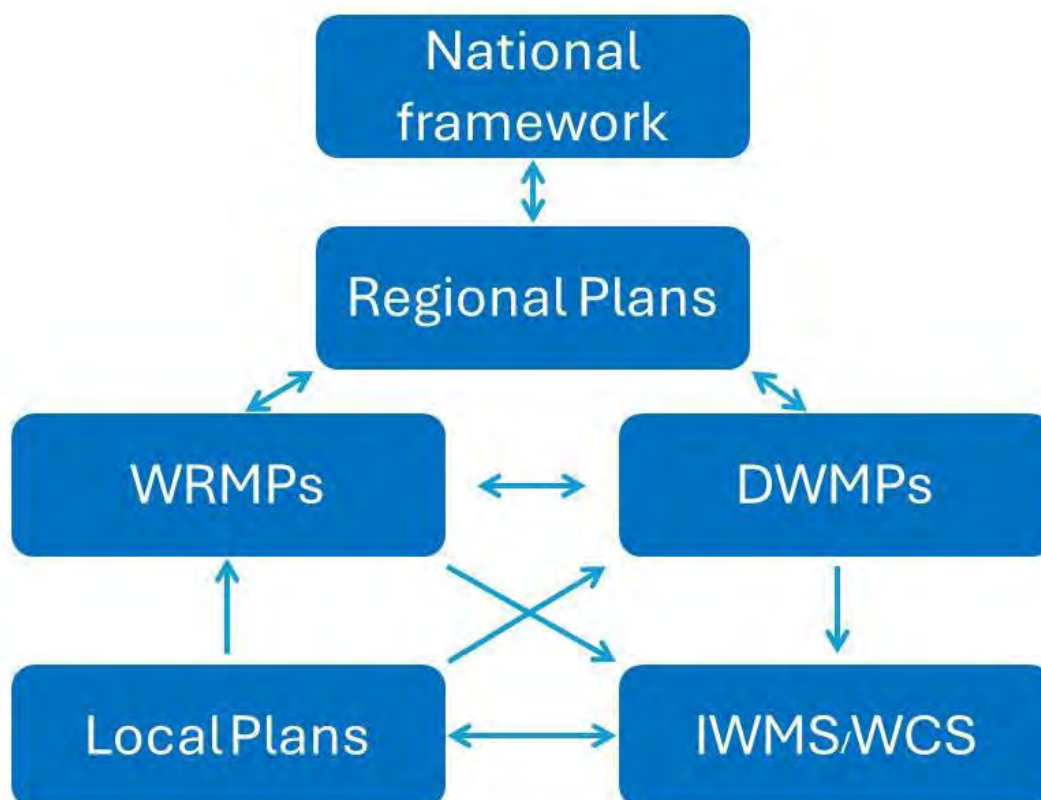 National
framework
Regional Plans
WRMPs
DWMPs
Local Plans
IWMS/WCS